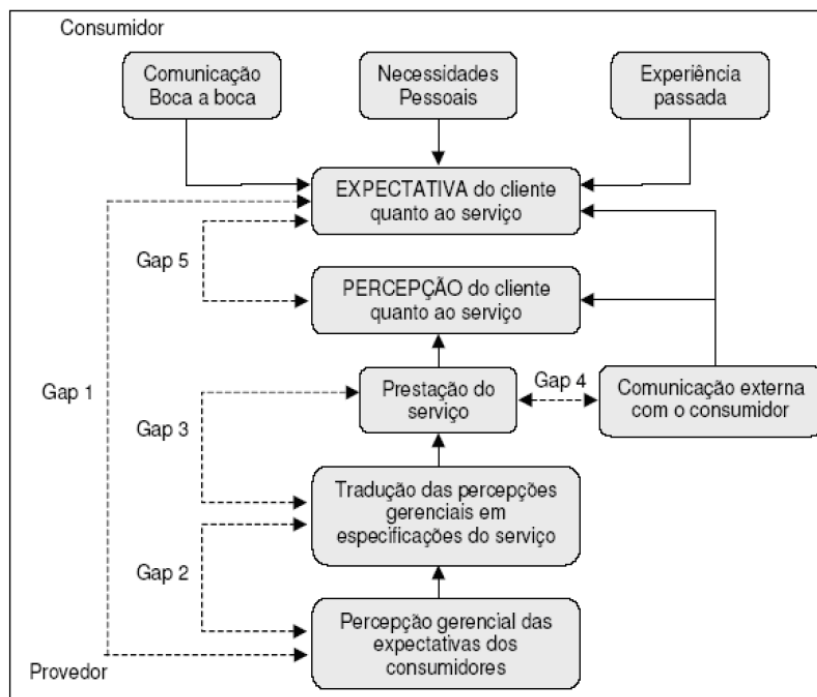 Consumidor
Comunicação
Boca a boca
Necessidades
Pessoais
Experiência
passada
EXPECTATIVA do cliente
quanto ao serviço
Gap 5
PERCEPÇÃO do cliente
quanto ao serviço
Gap 1
Prestação do
serviço
Gap 4
Comunicação externa
com o consumidor
Gap 3
Tradução das percepções
gerenciais em
especificações do serviço
Gap 2
Percepção gerencial das
expectativas dos
consumidores
Provedor